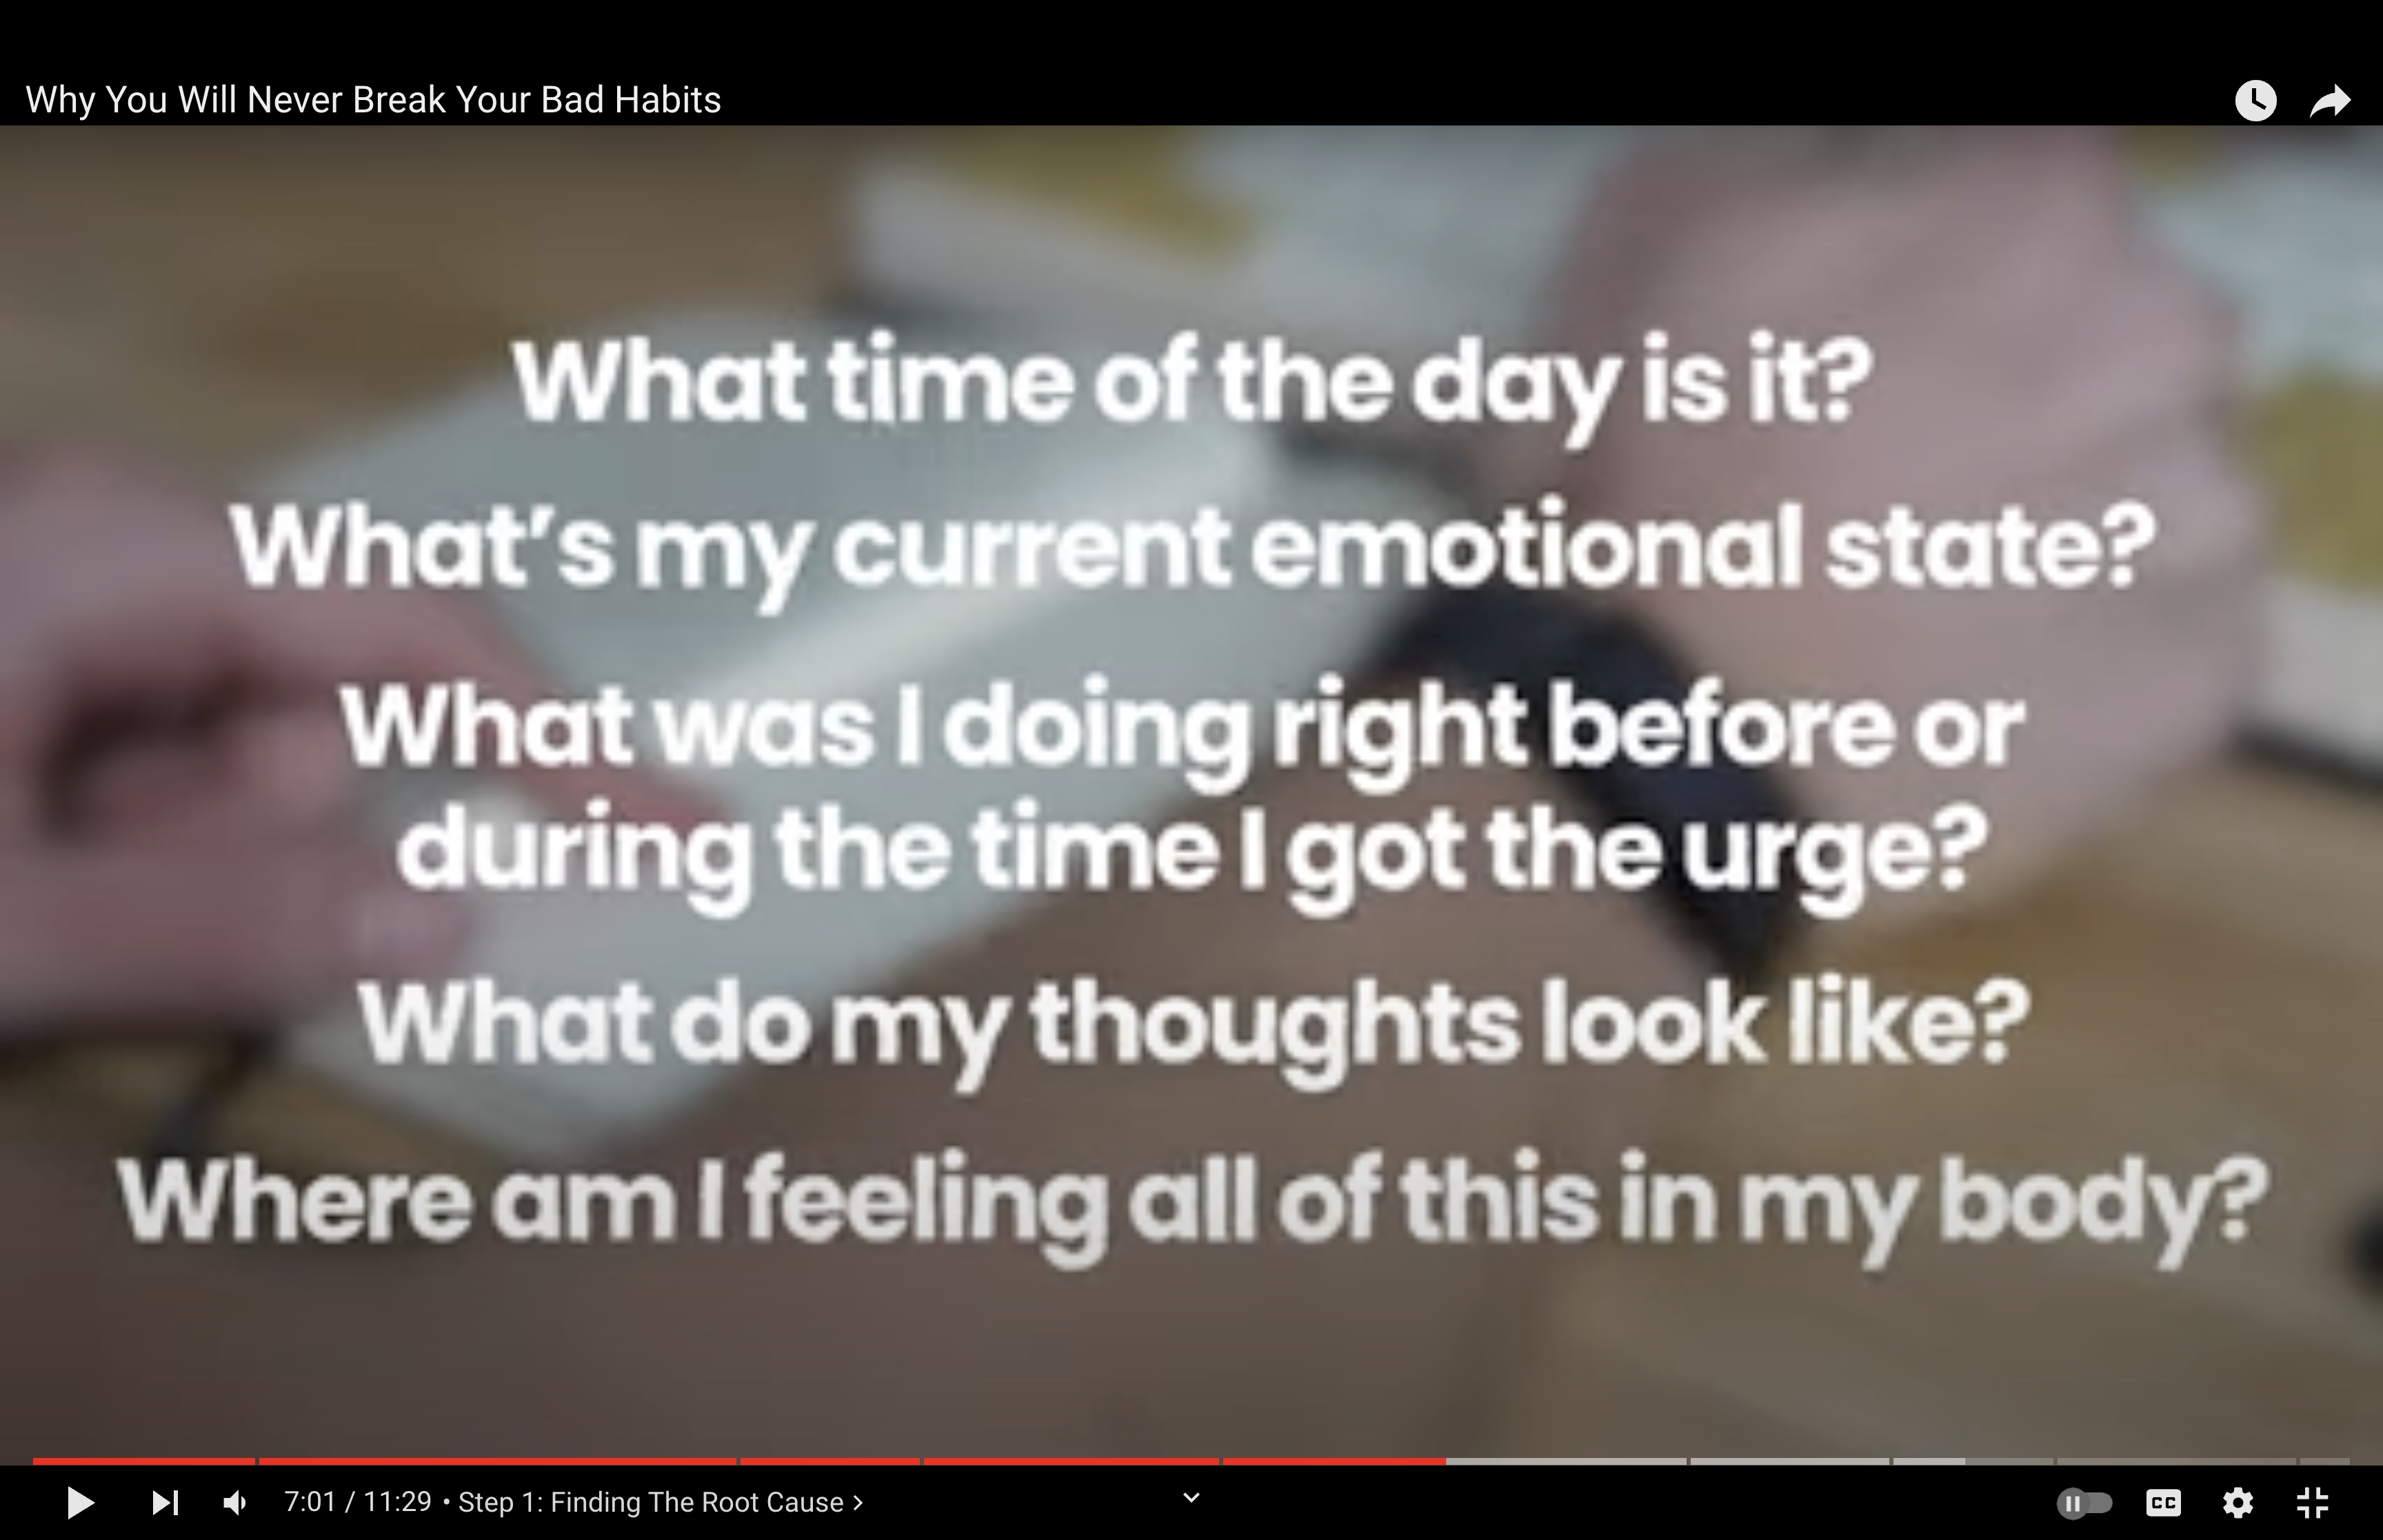 Why You Will Never Break Your Bad Habits
What time of the day is it?
What's my current emotional state?
What was I doing right before or
during the time I got the urge?
What do my thoughts look like?
Where am I feeling all of this in my body?
7:01 / 11:29 • Step 1: Finding The Root Cause >
CC